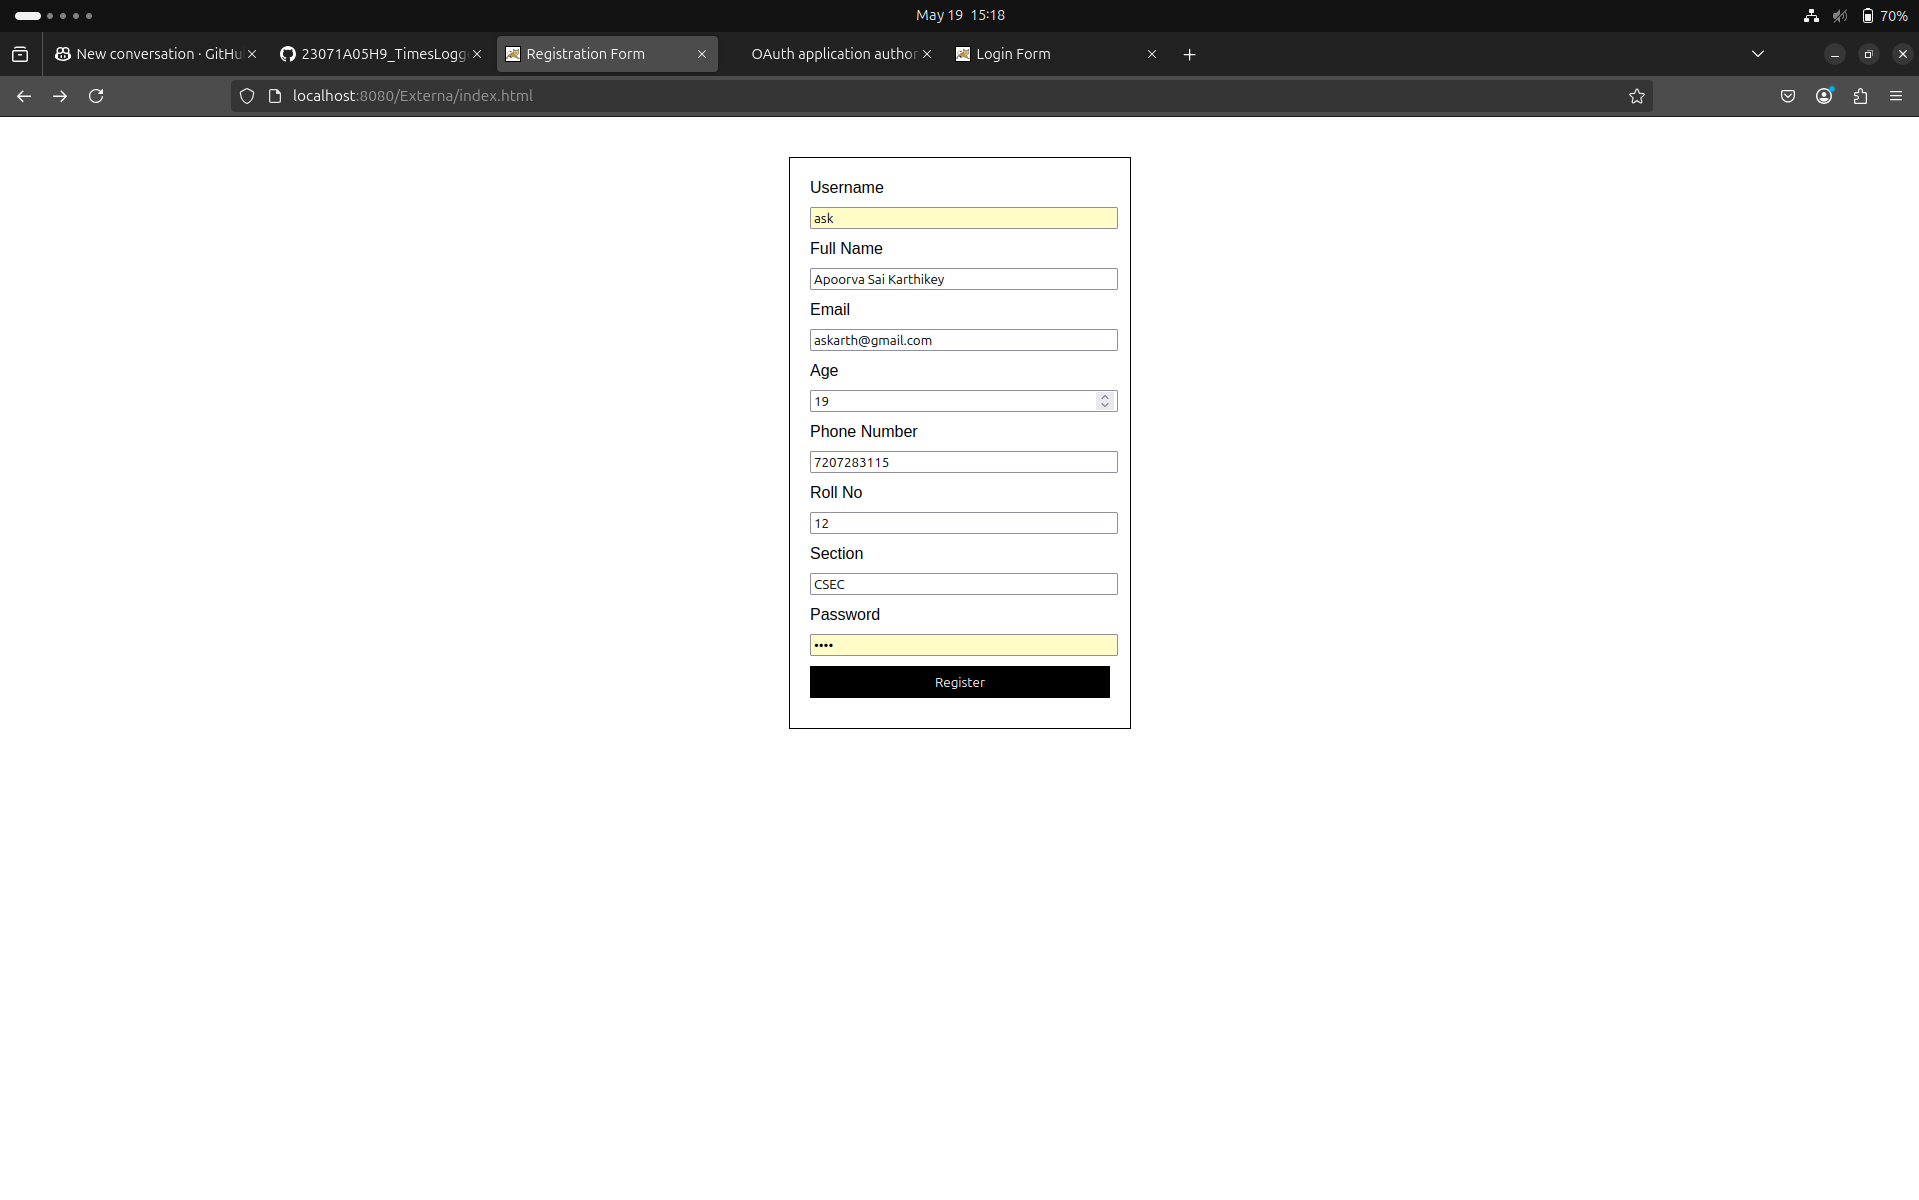 May 19 15:18
70%
New conversation · GitHu
23071A05H9_TimesLogg
Registration Form
OAuth application author
Login Form
localhost:8080/Externa/index.html
Username
ask
Full Name
Apoorva Sai Karthikey
Email
askarth@gmail.com
Age
19
Phone Number
7207283115
Roll No
12
Section
CSEC
Password
••••
Register